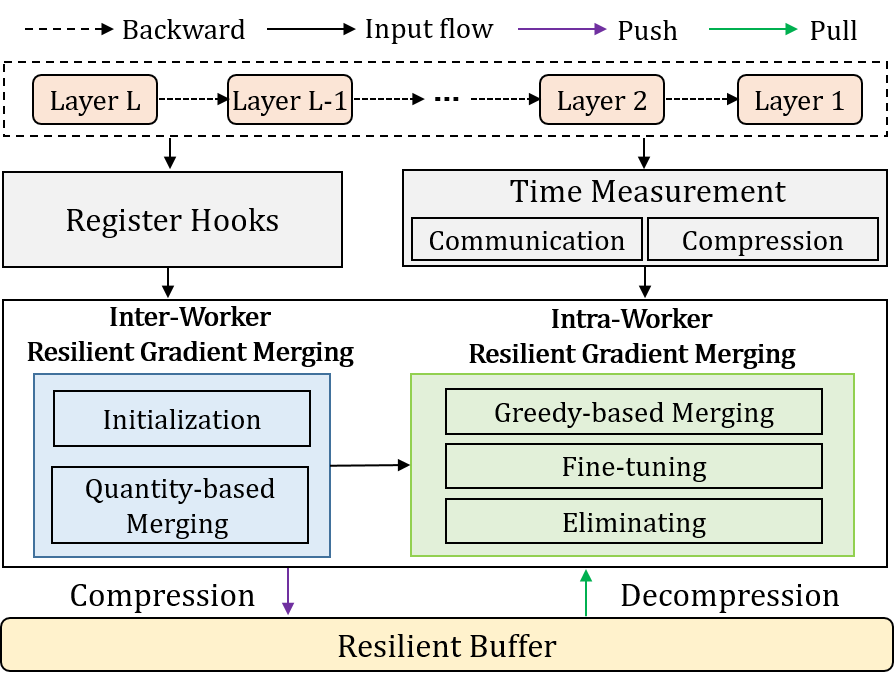 Backward
Input flow
Push
Pull
Layer L
Layer L-1
...
Layer 2
Layer 1
Register Hooks
Time Measurement
Communication
Compression
Inter-Worker
Resilient Gradient Merging
Intra-Worker
Resilient Gradient Merging
Initialization
Quantity-based
Merging
Greedy-based Merging
Fine-tuning
Eliminating
Compression
Decompression
Resilient Buffer